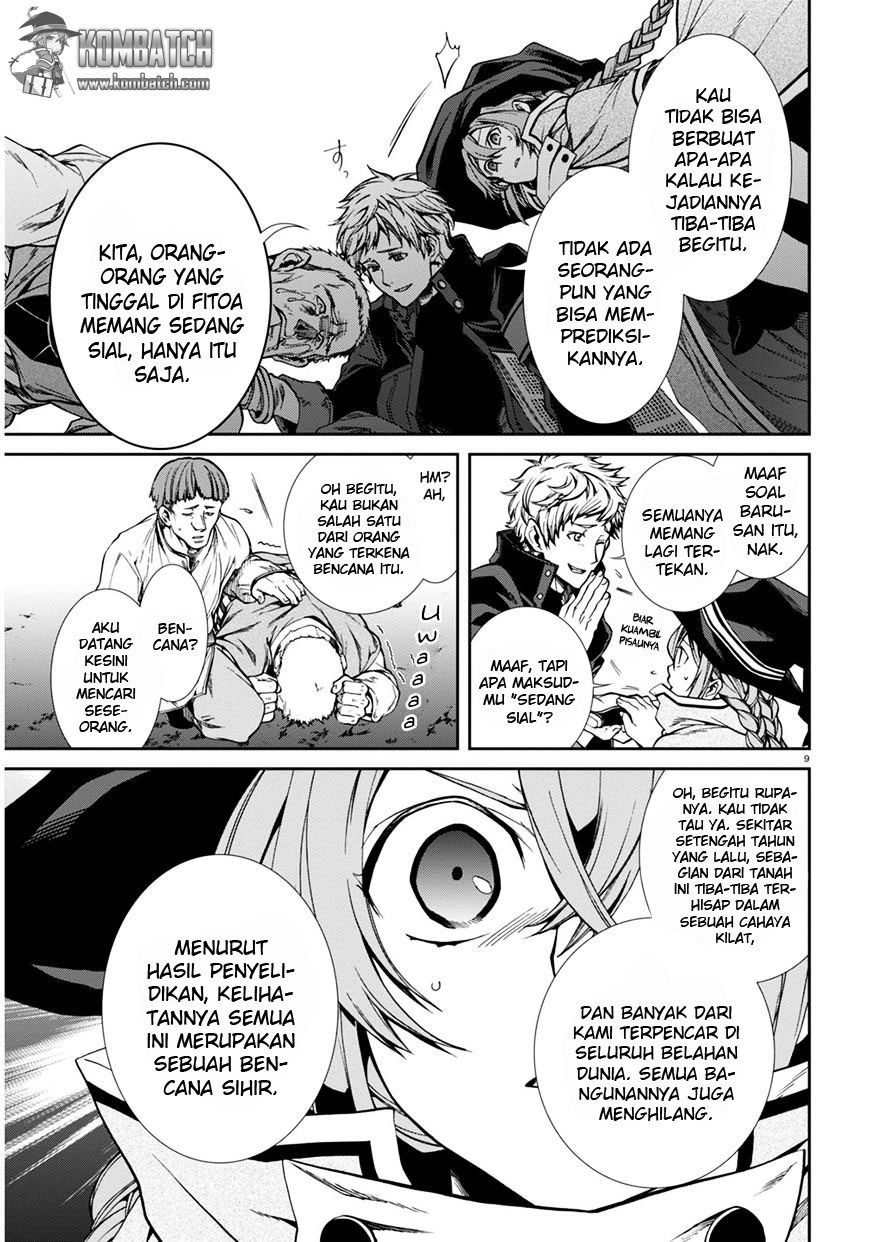 KOMBATCH
www.kombatch.com
KAU
TIDAK BISA
BERBUAT
APA-APA
KALAU KE-
JADIANNYA
TIBA-TIBA
BEGITU.
TIDAK ADA
SEORANG-
PUN YANG
BISA MEM-
PREDIKSI-
KANNYA.
すっ
KITA, ORANG-
ORANG YANG
TINGGAL DI FITOA
MEMANG SEDANG
SIAL, HANYA ITU
SAJA.
MAAF
SOAL
BARU-
SAN ITU,
NAK.
SEMUANYA
MEMANG
LAGI TER-
TEKAN.
BIAR
KUAMBIL
PISAUNYA
MAAF, TAPI
APA MAKSUD-
MU "SEDANG
SIAL"?
HM?
AH,
OH BEGITU,
KAU BUKAN
SALAH SATU
DARI ORANG
YANG TERKENA
BENCANA ITU.
Uwaaaa
BEN-
CANA?
AKU
DATANG
KESINI
UNTUK
MENCARI
SESE-
ORANG.
9
OH, BEGITU RUPA-
NYA. KAU TIDAK
TAU YA. SEKITAR
SETENGAH TAHUN
YANG LALU, SEBA-
GIAN DARI TANAH
INI TIBA-TIBA TER-
HISAP DALAM
SEBUAH CAHAYA
KILAT,
DAN BANYAK DARI
KAMI TERPENCAR DI
SELURUH BELAHAN
DUNIA. SEMUA BA-
NGUNANNYA JUGA
MENGHILANG.
MENURUT
HASIL PENYELI-
DIKAN, KELIHA-
TANNYA SEMUA
INI MERUPAKAN
SEBUAH BEN-
CANA SIHIR.